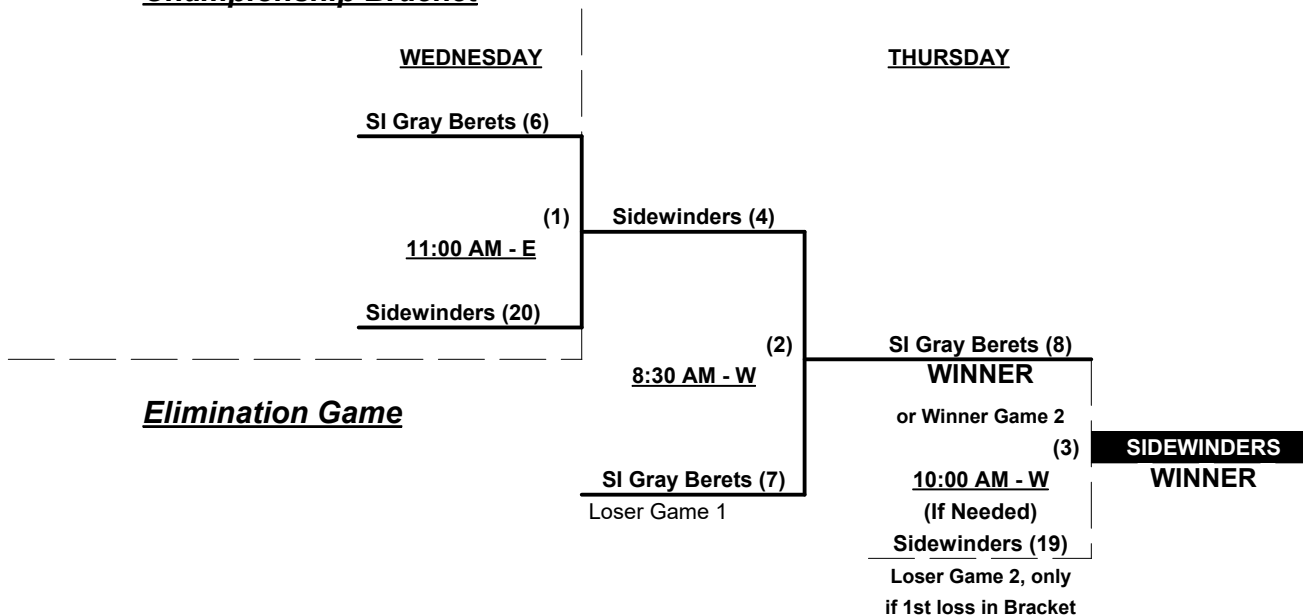 Championship Bracket
WEDNESDAY
THURSDAY
SI Gray Berets (6)
(1)
Sidewinders (4)
11:00 AM - E
Sidewinders (20)
(2)
SI Gray Berets (8)
8:30 AM - W
WINNER
Elimination Game
or Winner Game 2
(3)
SIDEWINDERS
SI Gray Berets (7)
10:00 AM - W
WINNER
Loser Game 1
(If Needed)
Sidewinders (19)
Loser Game 2, only
if 1st loss in Bracket